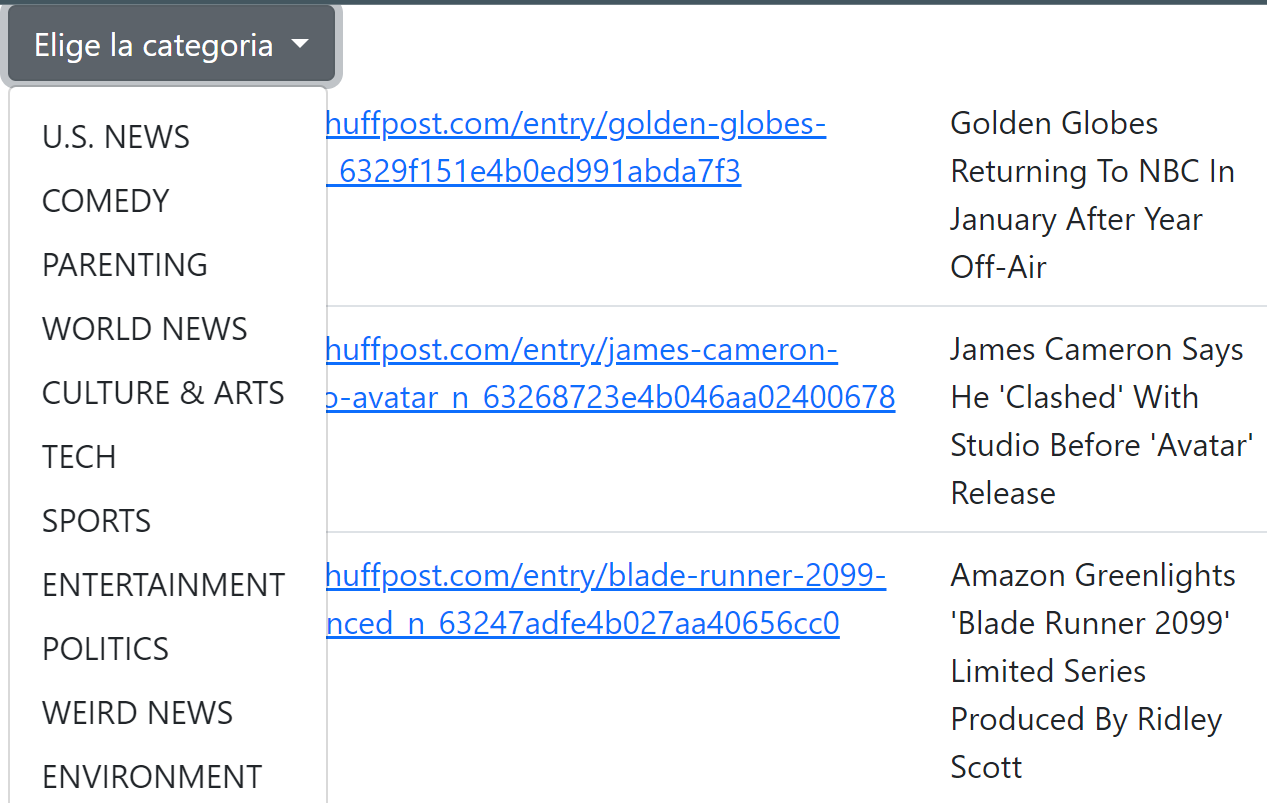 Elige la categoria
U.S. NEWS
COMEDY
PARENTING
WORLD NEWS
CULTURE & ARTS
TECH
SPORTS
ENTERTAINMENT
POLITICS
WEIRD NEWS
ENVIRONMENT
huffpost.com/entry/golden-globes-
_6329f151e4b0ed991abda7f3
Golden Globes
Returning To NBC In
January After Year
Off-Air
huffpost.com/entry/james-cameron-
o-avatar_n_63268723e4b046aa02400678
James Cameron Says
He 'Clashed' With
Studio Before 'Avatar'
Release
huffpost.com/entry/blade-runner-2099-
nced_n_63247adfe4b027aa40656cc0
Amazon Greenlights
'Blade Runner 2099'
Limited Series
Produced By Ridley
Scott